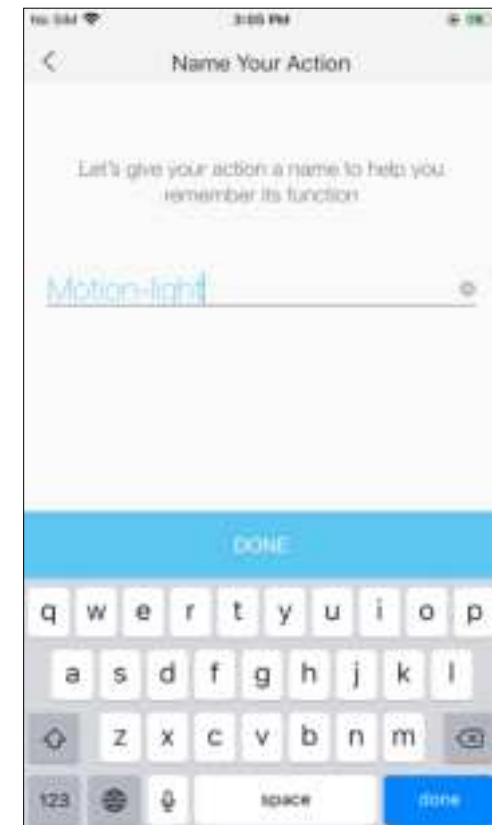 No SIM 3:05 PM
Name Your Action
Let's give your action a name to help you
remember its function
Motion-light
DONE
q w e r t y u i o p
a s d f g h j k l
z x c v b n m
123 space done